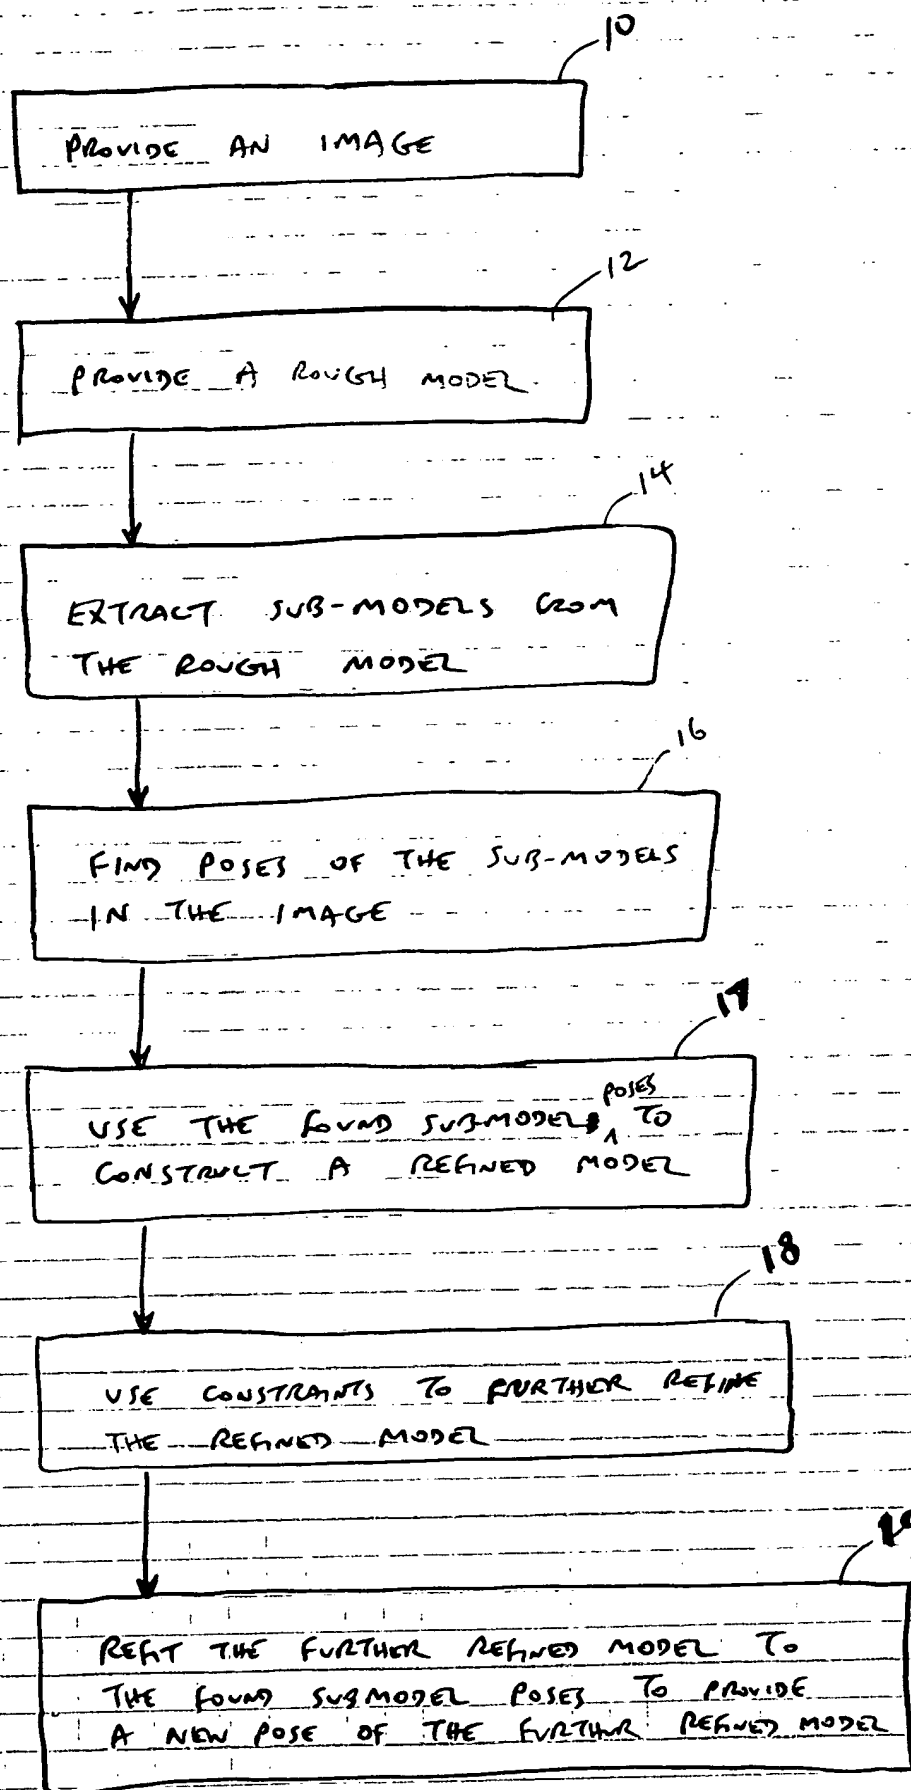 10
PROVIDE AN IMAGE
12
PROVIDE A ROUGH MODEL
14
EXTRACT SUB-MODELS FROM
THE ROUGH MODEL
16
FIND POSES OF THE SUB-MODELS
IN THE IMAGE
17
POSES
USE THE FOUND SUBMODEL ^ TO
CONSTRUCT A REFINED MODEL
18
USE CONSTRAINTS TO FURTHER REFINE
THE REFINED MODEL
REFIT THE FURTHER REFINED MODEL TO
THE FOUND SUBMODEL POSES TO PROVIDE
A NEW POSE OF THE FURTHUR REFINED MODEL